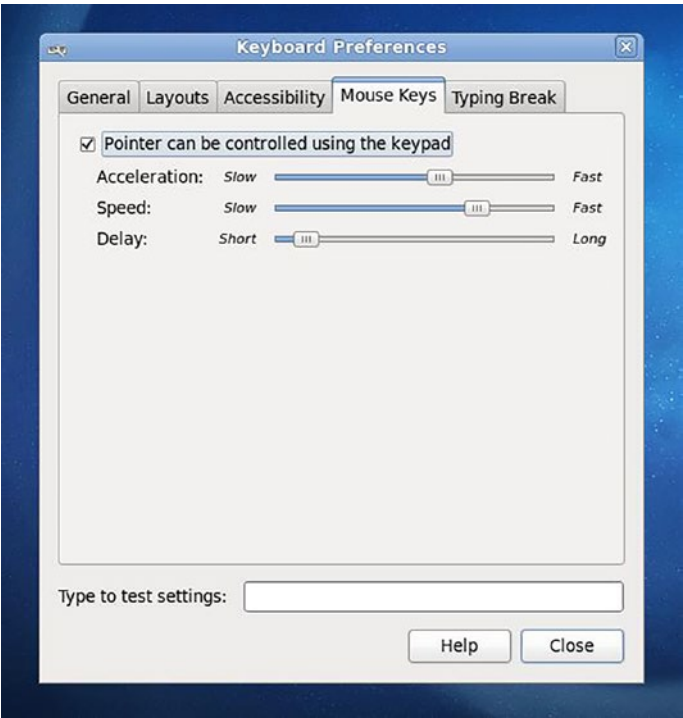 Keyboard Preferences
General Layouts Accessibility Mouse Keys Typing Break
Pointer can be controlled using the keypad
Acceleration: Slow Fast
Speed: Slow Fast
Delay: Short Long
Type to test settings:
Help Close